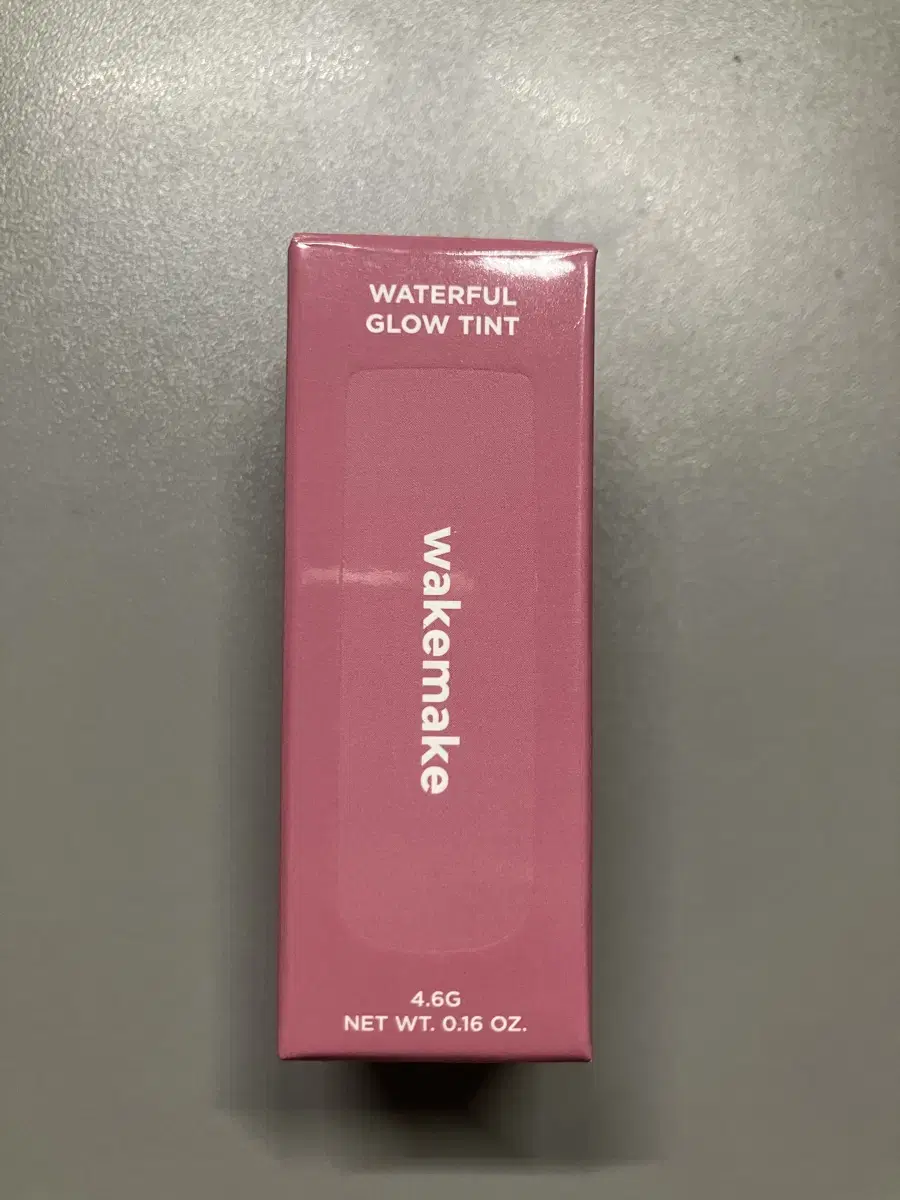 WATERFUL
GLOW TINT
wakemake
4.6G
NET WT. 0.16 OZ.